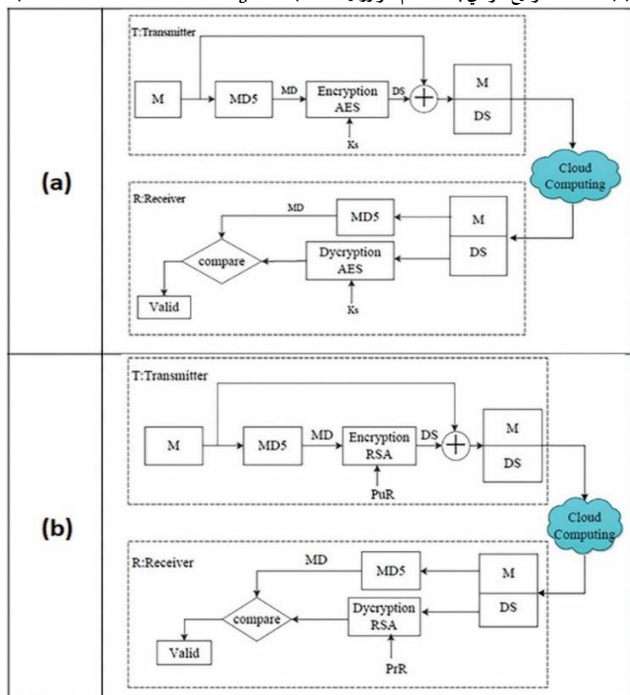 (a)
T:Transmitter
M
MD5
MD
Encryption
AES
DS
Ks
M
DS
Cloud
Computing
R:Receiver
MD
MD5
M
DS
compare
Dycryption
AES
Valid
Ks
(b)
T:Transmitter
M
MD5
MD
Encryption
RSA
DS
PuR
M
DS
Cloud
Computing
R:Receiver
MD
MD5
M
DS
compare
Dycryption
RSA
Valid
PrR